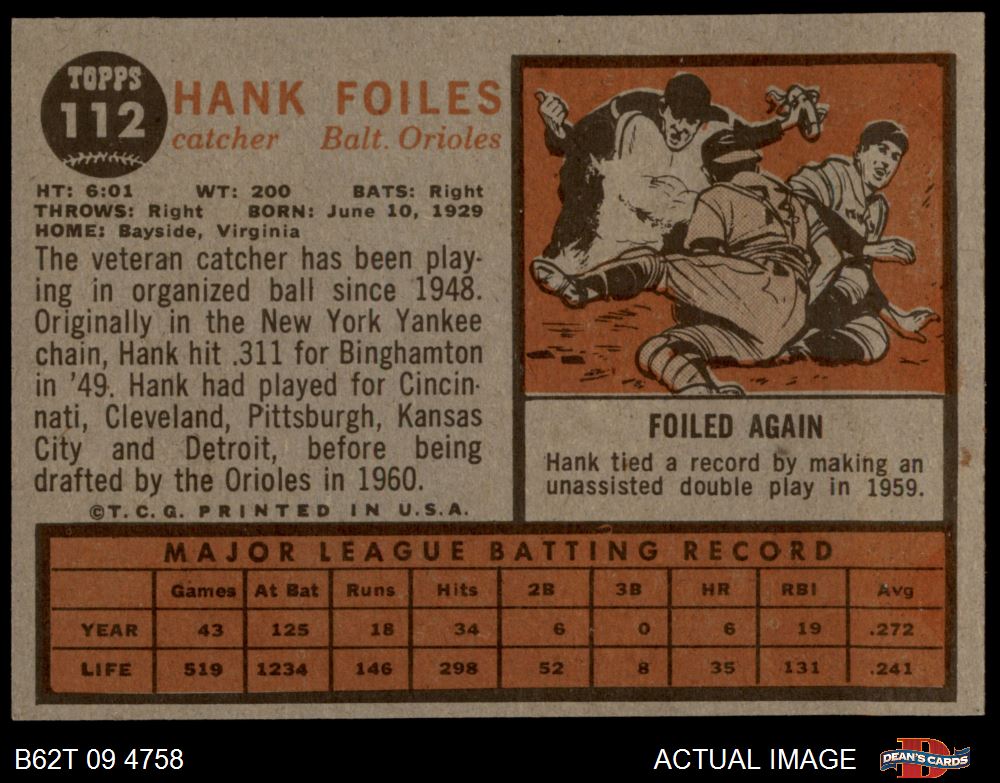 TOPPS
112
HANK FOILES
catcher Balt. Orioles
HT: 6:01 WT: 200 BATS: Right
THROWS: Right BORN: June 10, 1929
HOME: Bayside, Virginia
The veteran catcher has been play-
ing in organized ball since 1948.
Originally in the New York Yankee
chain, Hank hit .311 for Binghamton
in '49. Hank had played for Cincin-
nati, Cleveland, Pittsburgh, Kansas
City and Detroit, before being
drafted by the Orioles in 1960.
©T.C.G. PRINTED IN U.S.A.
FOILED AGAIN
Hank tied a record by making an
unassisted double play in 1959.
MAJOR LEAGUE BATTING RECORD
Games At Bat Runs Hits 2B 3B HR RBI Avg
YEAR 43 125 18 34 6 0 6 19 .272
LIFE 519 1234 146 298 52 8 35 131 .241
B62T 09 4758 ACTUAL IMAGE DEAN'S CARDS